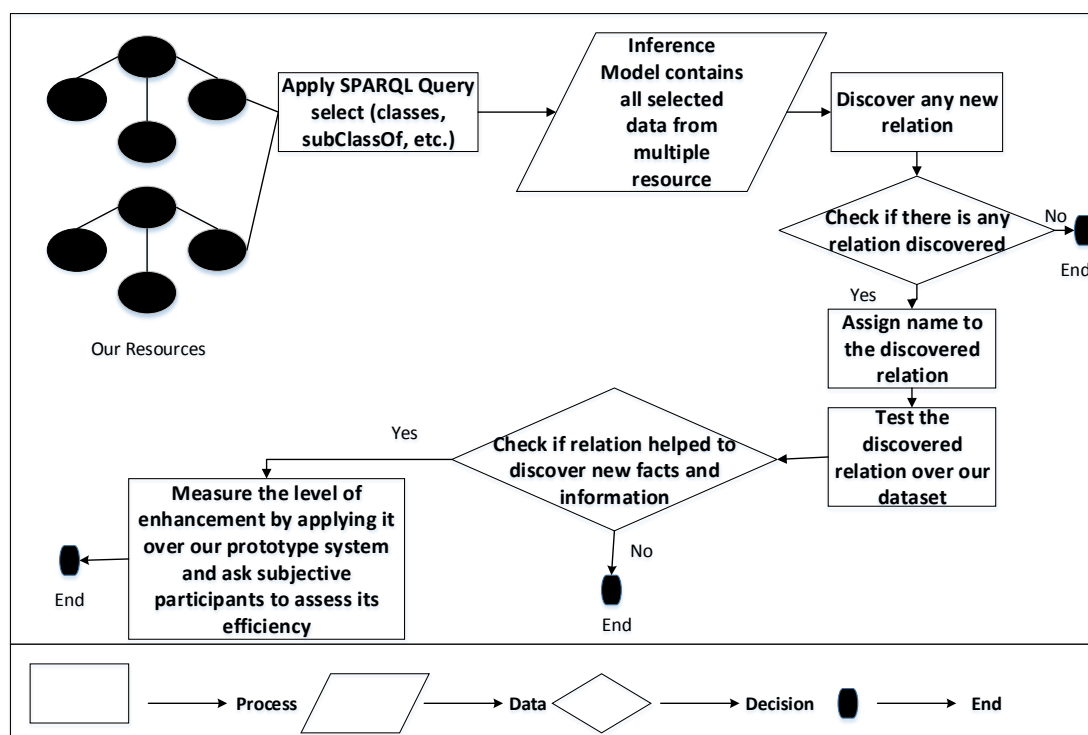 Our Resources
Apply SPARQL Query
select (classes,
subClassOf, etc.)
Inference
Model contains
all selected
data from
multiple
resource
Discover any new
relation
Check if there is any
relation discovered
No
End
Yes
Assign name to
the discovered
relation
Test the
discovered
relation over our
dataset
Check if relation helped to
discover new facts and
information
No
End
Yes
Measure the level of
enhancement by applying it
over our prototype system
and ask subjective
participants to assess its
efficiency
End
Process
Data
Decision
End